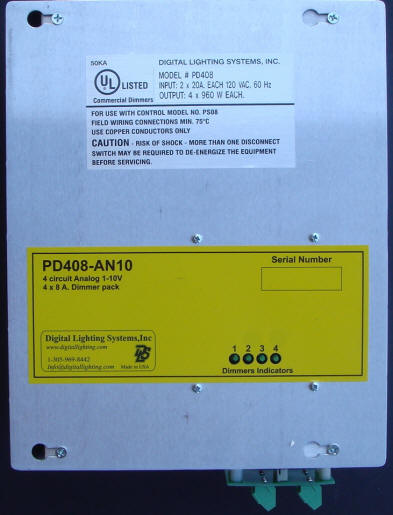 50KA
DIGITAL LIGHTING SYSTEMS, INC.
MODEL # PD408
INPUT: 2 x 20A. EACH 120 VAC. 60 Hz
OUTPUT: 4 x 960 W EACH.
UL LISTED
Commercial Dimmers
FOR USE WITH CONTROL MODEL NO. PS08
FIELD WIRING CONNECTIONS MIN. 75°C
USE COPPER CONDUCTORS ONLY
CAUTION - RISK OF SHOCK - MORE THAN ONE DISCONNECT
SWITCH MAY BE REQUIRED TO DE-ENERGIZE THE EQUIPMENT
BEFORE SERVICING.
PD408-AN10
4 circuit Analog 1-10V
4 x 8 A. Dimmer pack
Serial Number
Digital Lighting Systems,Inc
www.digitallighting.com
1-305-969-8442
Info@digitallighting.com Made in USA
DLS
1 2 3 4
Dimmers Indicators